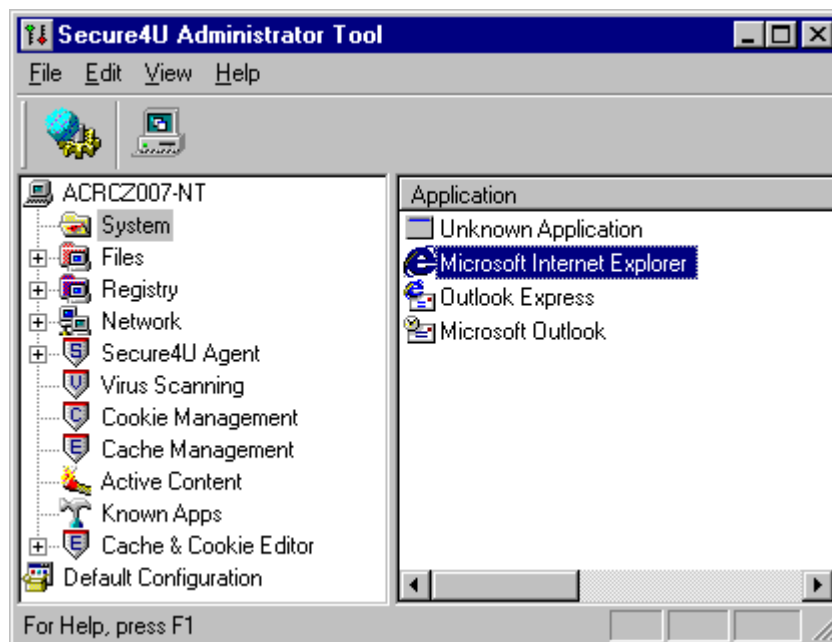 Secure4U Administrator Tool
File Edit View Help
ACRCZ007-NT
System
Files
Registry
Network
Secure4U Agent
Virus Scanning
Cookie Management
Cache Management
Active Content
Known Apps
Cache & Cookie Editor
Default Configuration
Application
Unknown Application
Microsoft Internet Explorer
Outlook Express
Microsoft Outlook
For Help, press F1